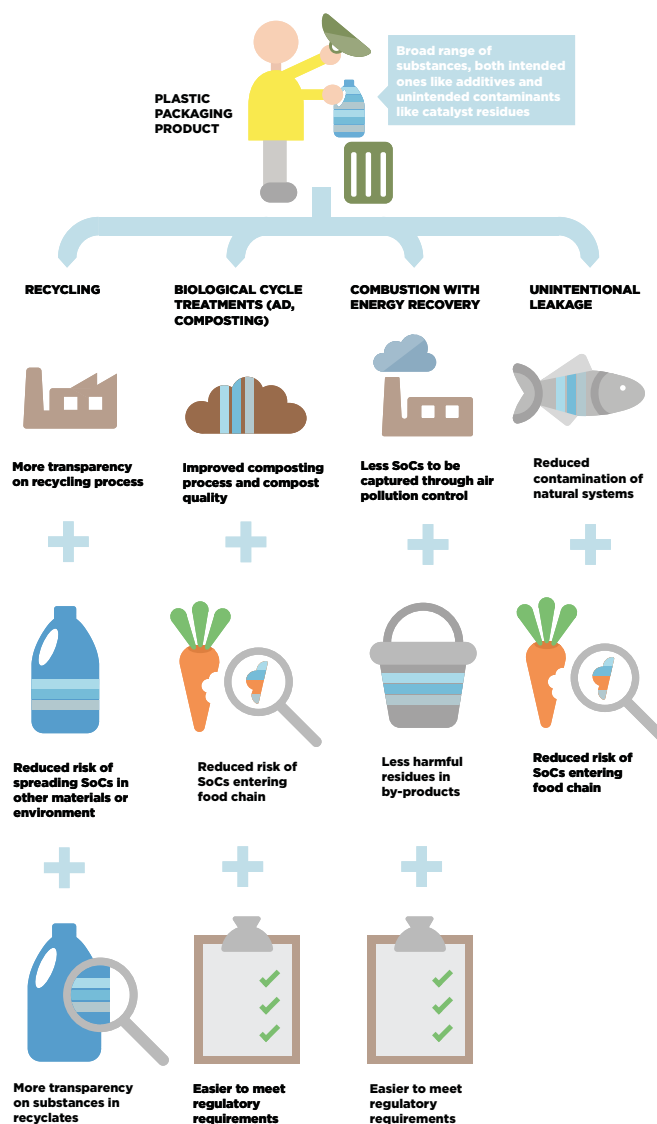 Broad range of
substances, both intended
ones like additives and
unintended contaminants
like catalyst residues
PLASTIC
PACKAGING
PRODUCT
RECYCLING
BIOLOGICAL CYCLE
TREATMENTS (AD,
COMPOSTING)
COMBUSTION WITH
ENERGY RECOVERY
UNINTENTIONAL
LEAKAGE
More transparency
on recycling process
Improved composting
process and compost
quality
Less SoCs to be
captured through air
pollution control
Reduced
contamination of
natural systems
Reduced risk of
spreading SoCs in
other materials or
environment
Reduced risk of
SoCs entering
food chain
Less harmful
residues in
by-products
Reduced risk of
SoCs entering
food chain
More transparency
on substances in
recyclates
Easier to meet
regulatory
requirements
Easier to meet
regulatory
requirements